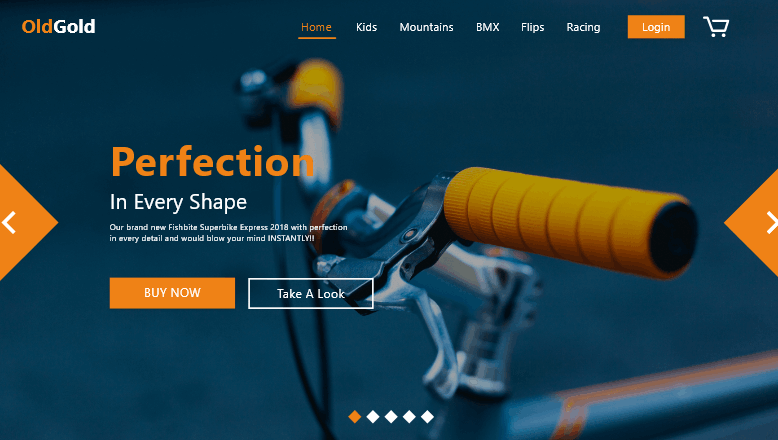 OldGold
Home Kids Mountains BMX Flips Racing Login
Perfection
In Every Shape
Our brand new Fishbite Superbike Express 2018 with perfection
in every detail and would blow your mind INSTANTLY!!
BUY NOW Take A Look